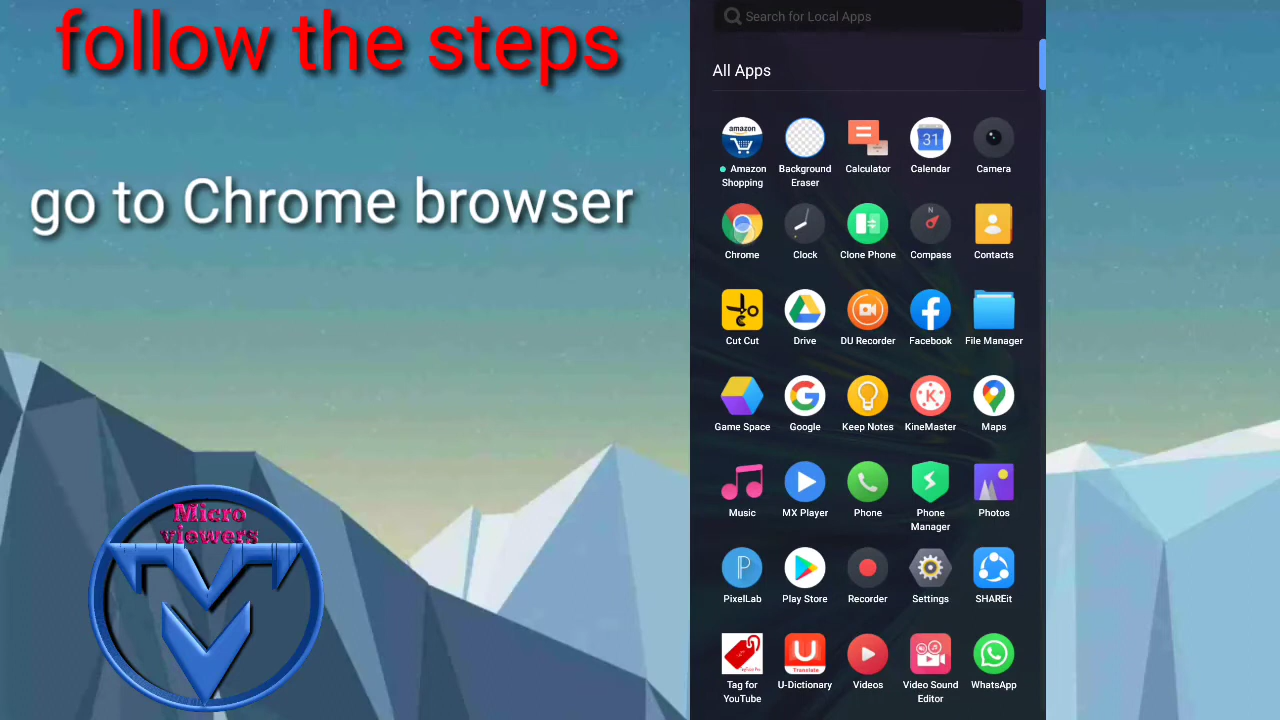 follow the steps
go to Chrome browser
Micro
viewers
Search for Local Apps
All Apps
amazon
31
N
Amazon Shopping
Background Eraser
Calculator
Calendar
Camera
Chrome
Clock
Clone Phone
Compass
Contacts
Cut Cut
Drive
DU Recorder
Facebook
File Manager
Game Space
Google
Keep Notes
KineMaster
Maps
Music
MX Player
Phone
Phone Manager
Photos
PixelLab
Play Store
Recorder
Settings
SHAREit
U
Translate
Tag for YouTube
U-Dictionary
Videos
Video Sound Editor
WhatsApp